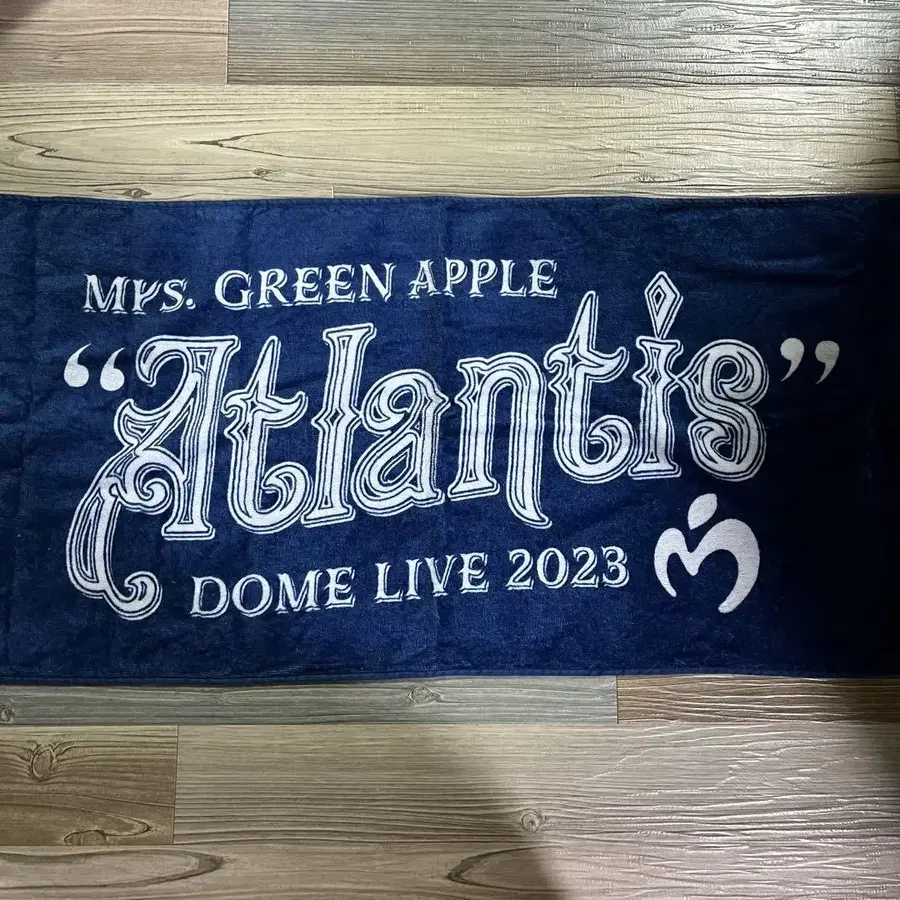 Mrs. GREEN APPLE
“Atlantis”
DOME LIVE 2023